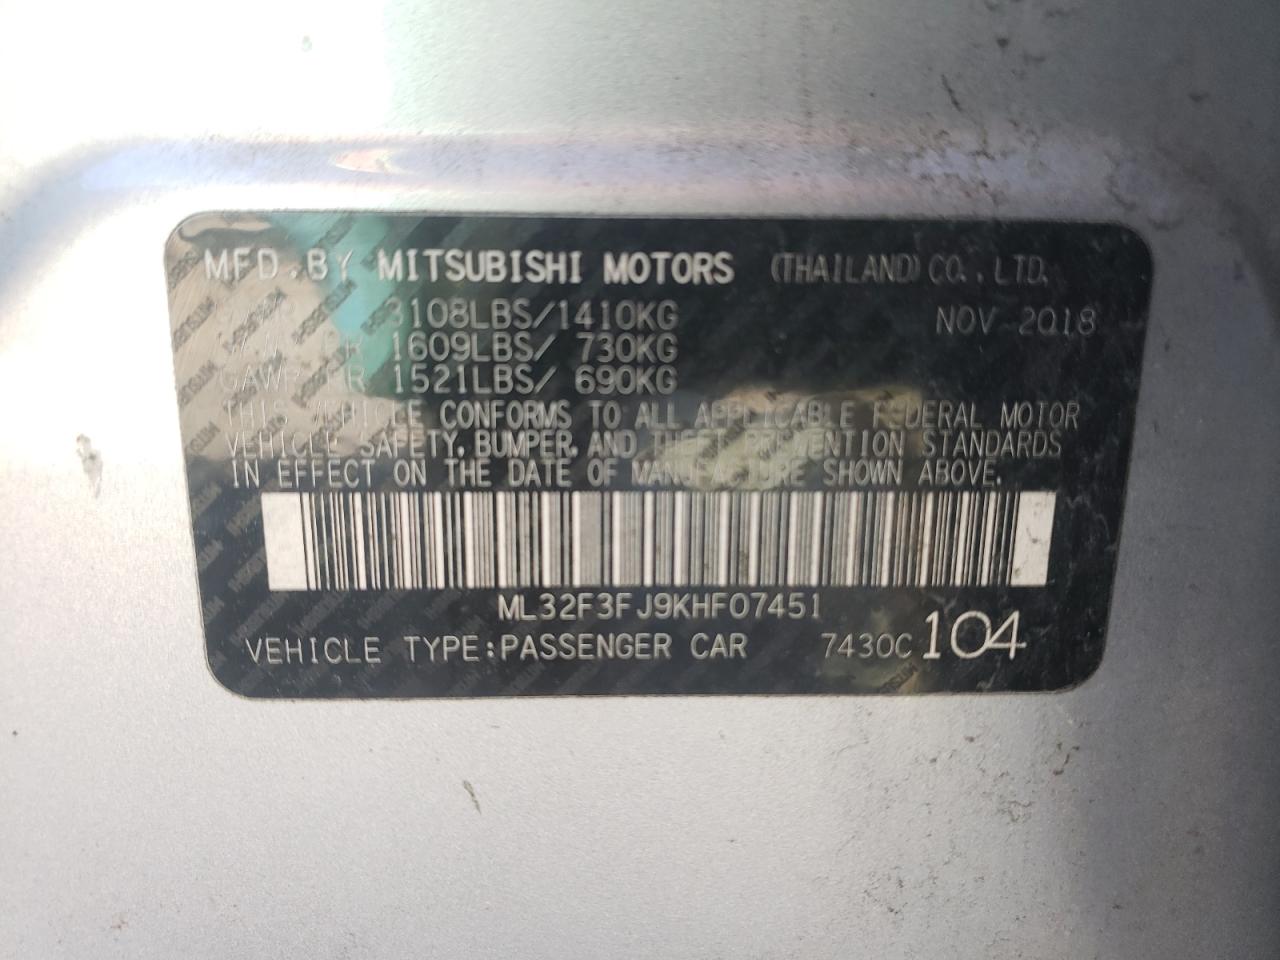 MFD.BY MITSUBISHI MOTORS (THAILAND) CO.,LTD.
3108LBS/1410KG NOV-2018
1609LBS/ 730KG
GAWR RR 1521LBS/ 690KG
THIS VEHICLE CONFORMS TO ALL APPLICABLE FEDERAL MOTOR
VEHICLE SAFETY, BUMPER, AND THEFT PREVENTION STANDARDS
IN EFFECT ON THE DATE OF MANUFACTURE SHOWN ABOVE.
ML32F3FJ9KHF07451
VEHICLE TYPE:PASSENGER CAR 7430C 104